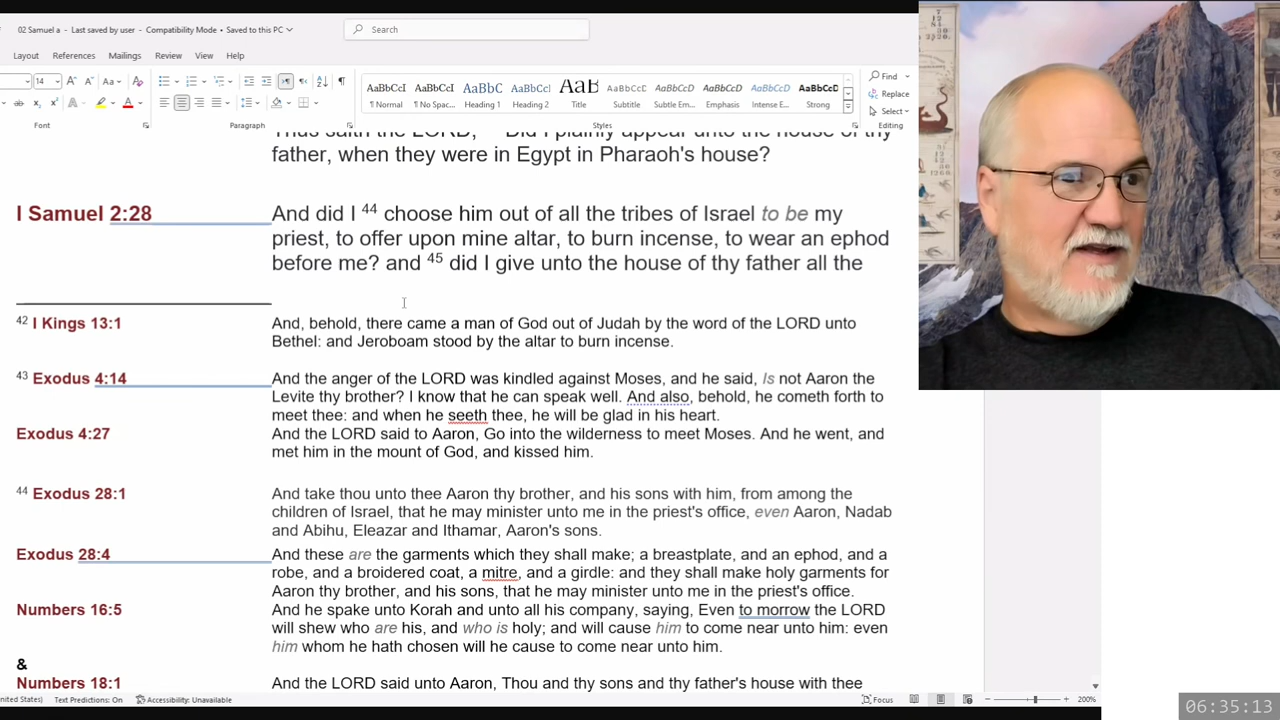 02 Samuel a - Last saved by user - Compatibility Mode • Saved to this PC
Search
Layout References Mailings Review View Help
14 Aa
AaBbCcI AaBbCcI AaBbC AaBbCcI AaB AaBbCcD AaBbCcD AaBbCcD AaBbCcD AaBbCcD
¶ Normal ¶ No Spac... Heading 1 Heading 2 Title Subtitle Subtle Em... Emphasis Intense E... Strong
Find
Replace
Select
Font Paragraph Styles Editing
Thus saith the LORD, Did I plainly appear unto the house of thy
father, when they were in Egypt in Pharaoh's house?
I Samuel 2:28 And did I 44 choose him out of all the tribes of Israel to be my
priest, to offer upon mine altar, to burn incense, to wear an ephod
before me? and 45 did I give unto the house of thy father all the
42 I Kings 13:1 And, behold, there came a man of God out of Judah by the word of the LORD unto
Bethel: and Jeroboam stood by the altar to burn incense.
43 Exodus 4:14 And the anger of the LORD was kindled against Moses, and he said, Is not Aaron the
Levite thy brother? I know that he can speak well. And also, behold, he cometh forth to
meet thee: and when he seeth thee, he will be glad in his heart.
Exodus 4:27 And the LORD said to Aaron, Go into the wilderness to meet Moses. And he went, and
met him in the mount of God, and kissed him.
44 Exodus 28:1 And take thou unto thee Aaron thy brother, and his sons with him, from among the
children of Israel, that he may minister unto me in the priest's office, even Aaron, Nadab
and Abihu, Eleazar and Ithamar, Aaron's sons.
Exodus 28:4 And these are the garments which they shall make; a breastplate, and an ephod, and a
robe, and a broidered coat, a mitre, and a girdle: and they shall make holy garments for
Aaron thy brother, and his sons, that he may minister unto me in the priest's office.
Numbers 16:5 And he spake unto Korah and unto all his company, saying, Even to morrow the LORD
will shew who are his, and who is holy; and will cause him to come near unto him: even
him whom he hath chosen will he cause to come near unto him.
&
Numbers 18:1 And the LORD said unto Aaron, Thou and thy sons and thy father's house with thee
United States) Text Predictions: On Accessibility: Unavailable Focus 200%
06:35:13